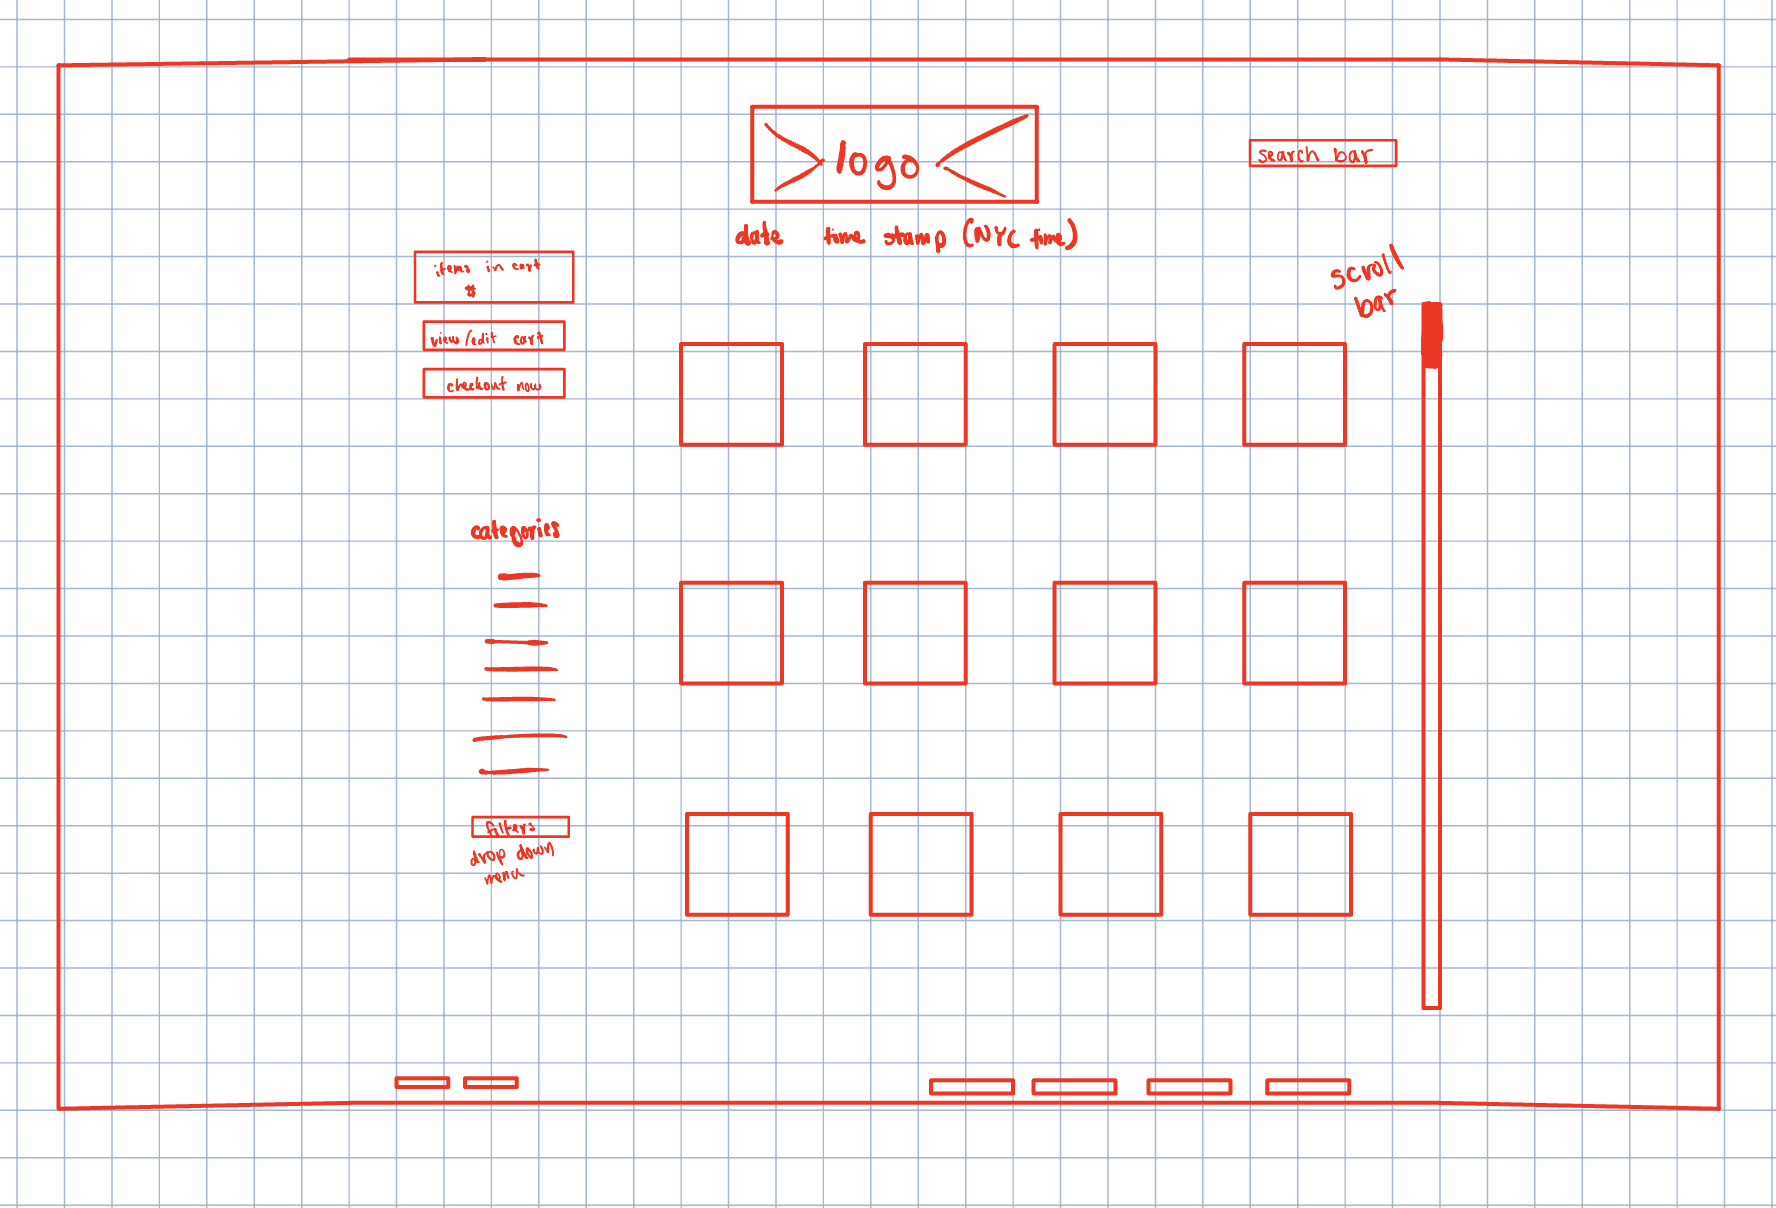 logo
search bar
date time stamp (NYC time)
items in cart
$
view/edit cart
checkout now
scroll
bar
categories
filters
drop down
menu